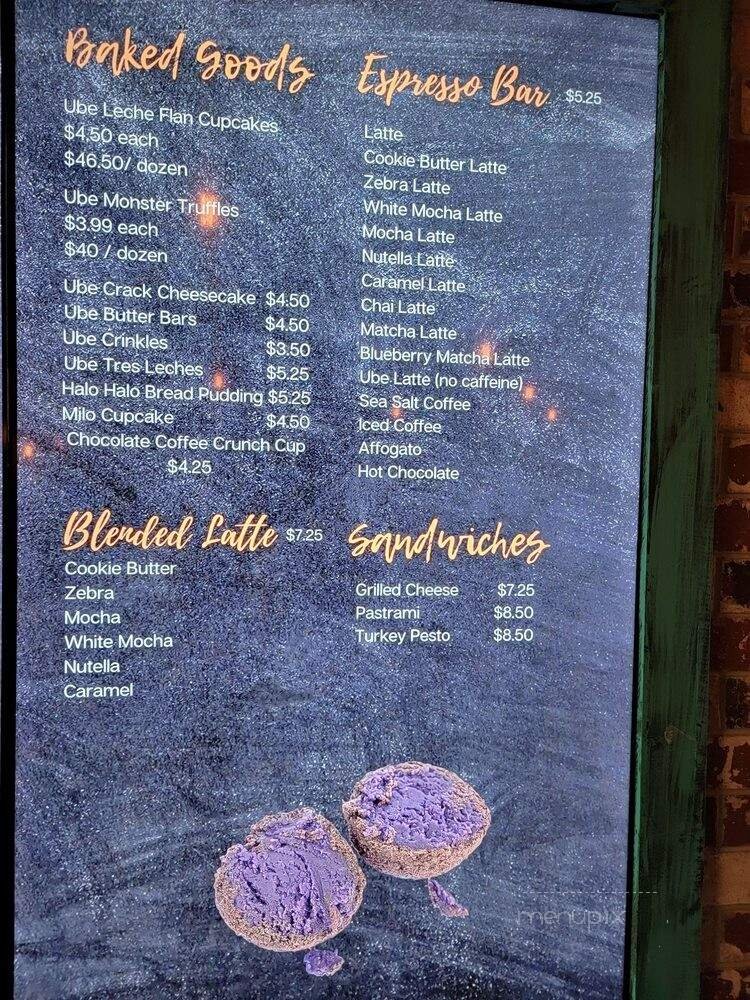 Baked Goods
Ube Leche Flan Cupcakes
$4.50 each
$46.50/ dozen
Ube Monster Truffles
$3.99 each
$40 / dozen
Ube Crack Cheesecake $4.50
Ube Butter Bars $4.50
Ube Crinkles $3.50
Ube Tres Leches $5.25
Halo Halo Bread Pudding $5.25
Milo Cupcake $4.50
Chocolate Coffee Crunch Cup
$4.25
Espresso Bar $5.25
Latte
Cookie Butter Latte
Zebra Latte
White Mocha Latte
Mocha Latte
Nutella Latte
Caramel Latte
Chai Latte
Matcha Latte
Blueberry Matcha Latte
Ube Latte (no caffeine)
Sea Salt Coffee
Iced Coffee
Affogato
Hot Chocolate
Blended Latte $7.25
Cookie Butter
Zebra
Mocha
White Mocha
Nutella
Caramel
Sandwiches
Grilled Cheese $7.25
Pastrami $8.50
Turkey Pesto $8.50
menupix